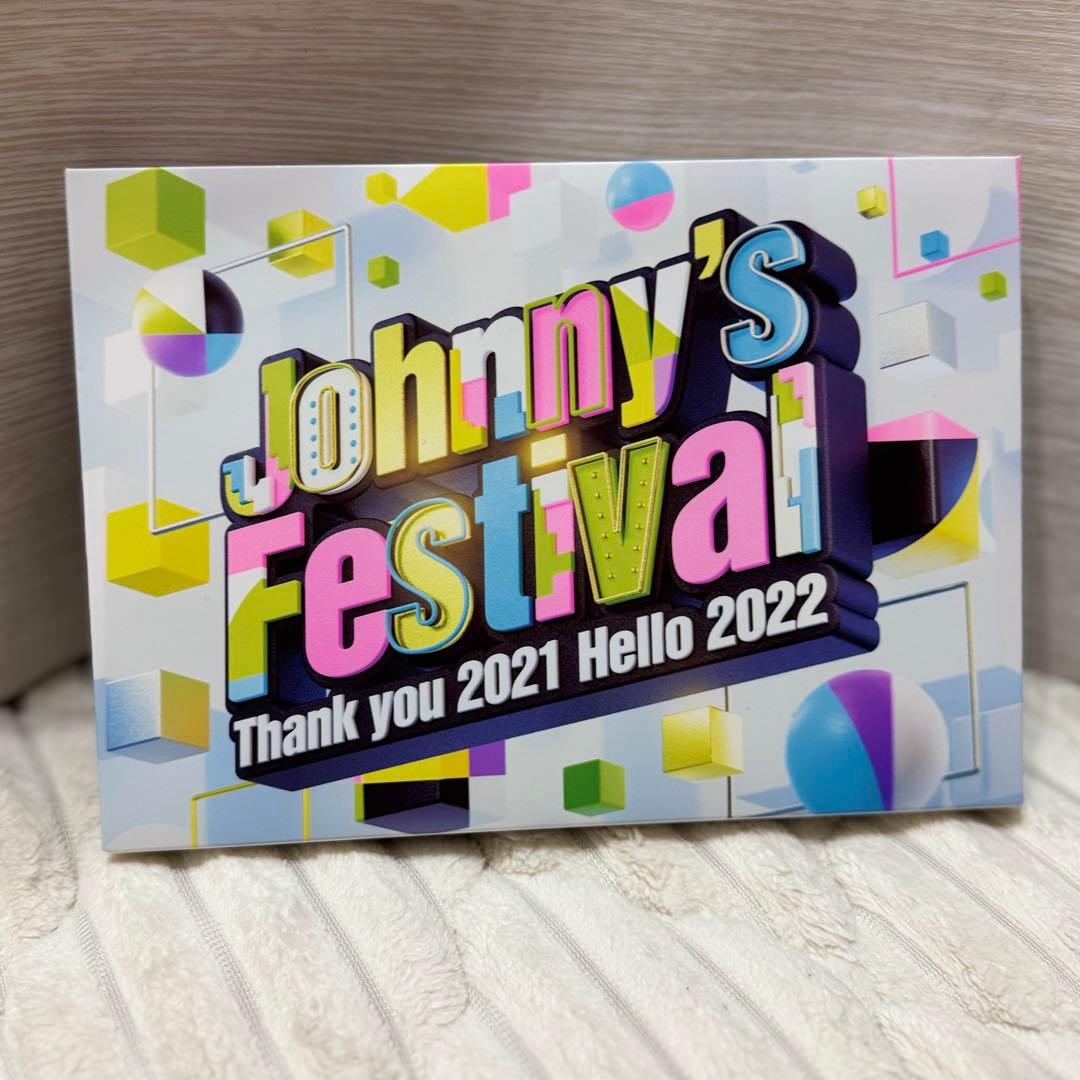 Johnny's
Festival
Thank you 2021 Hello 2022